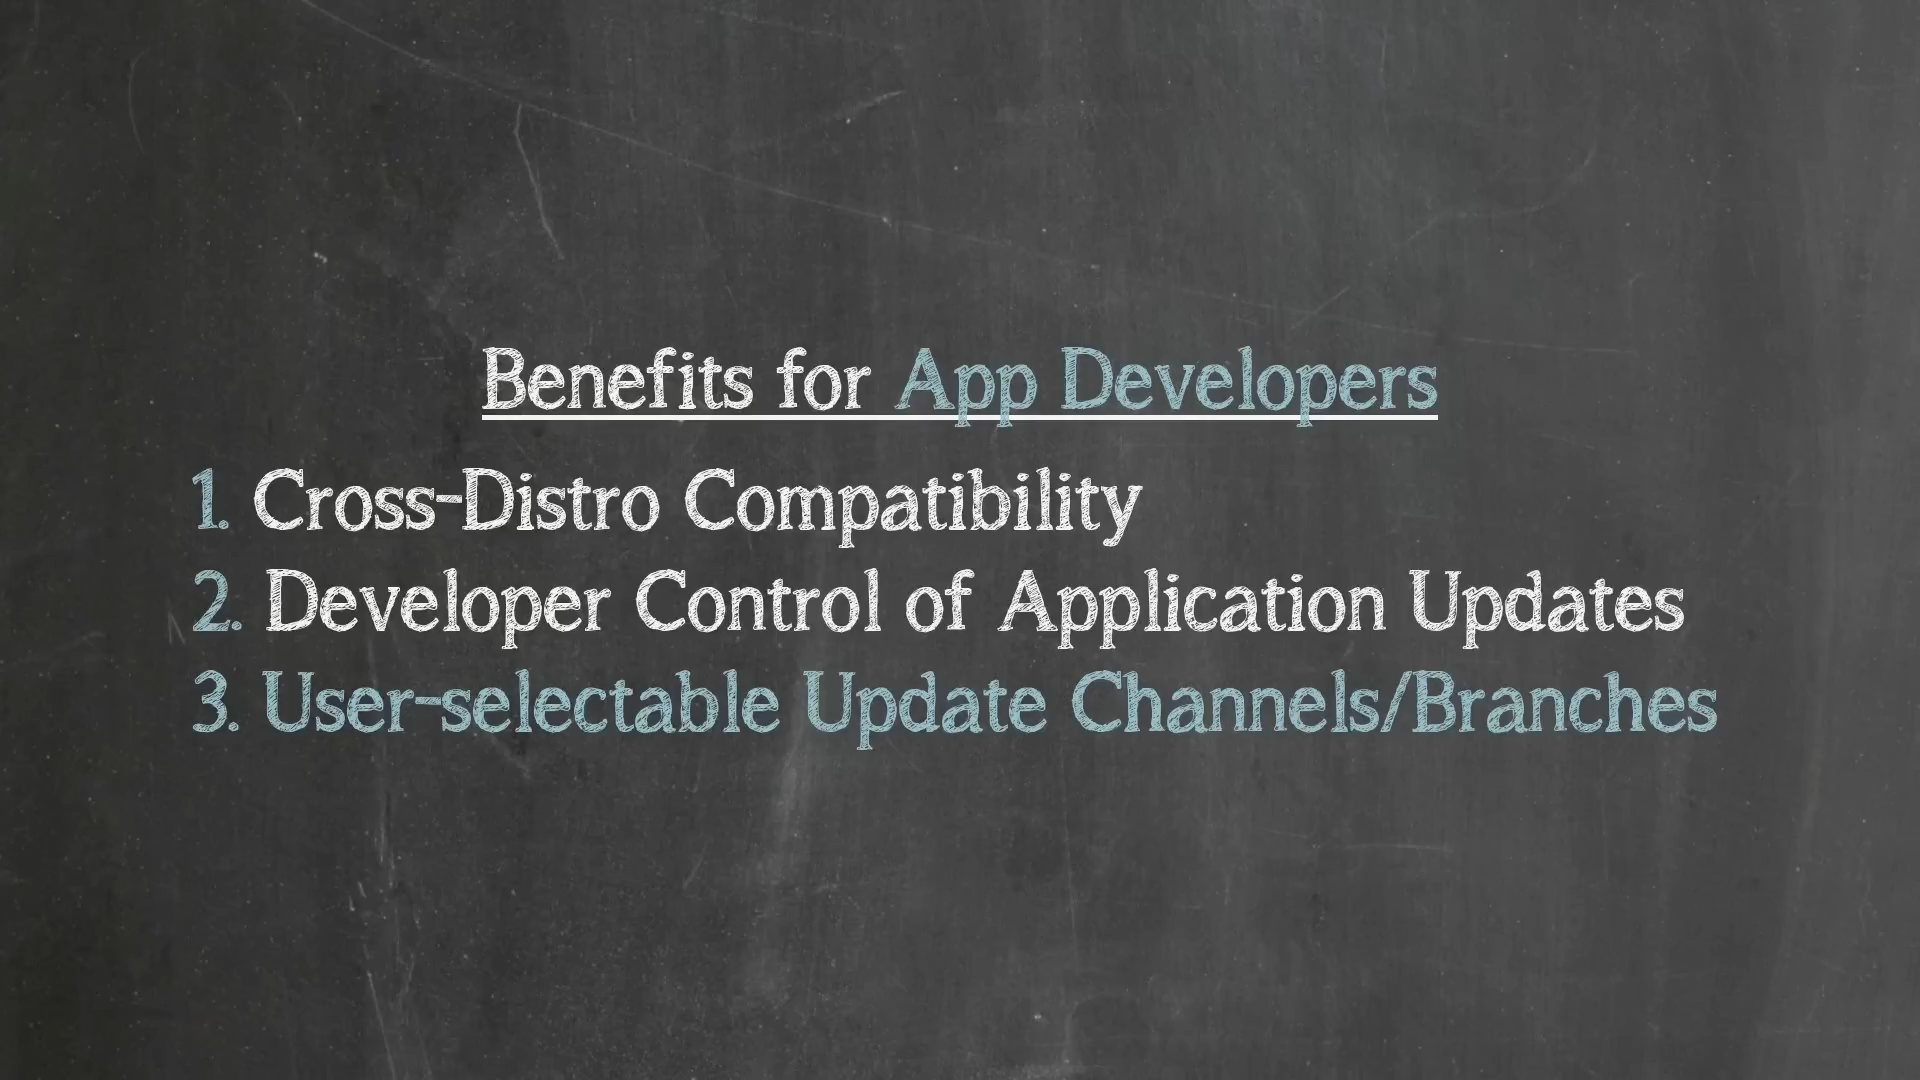 Benefits for App Developers
1. Cross-Distro Compatibility
2. Developer Control of Application Updates
3. User-selectable Update Channels/Branches